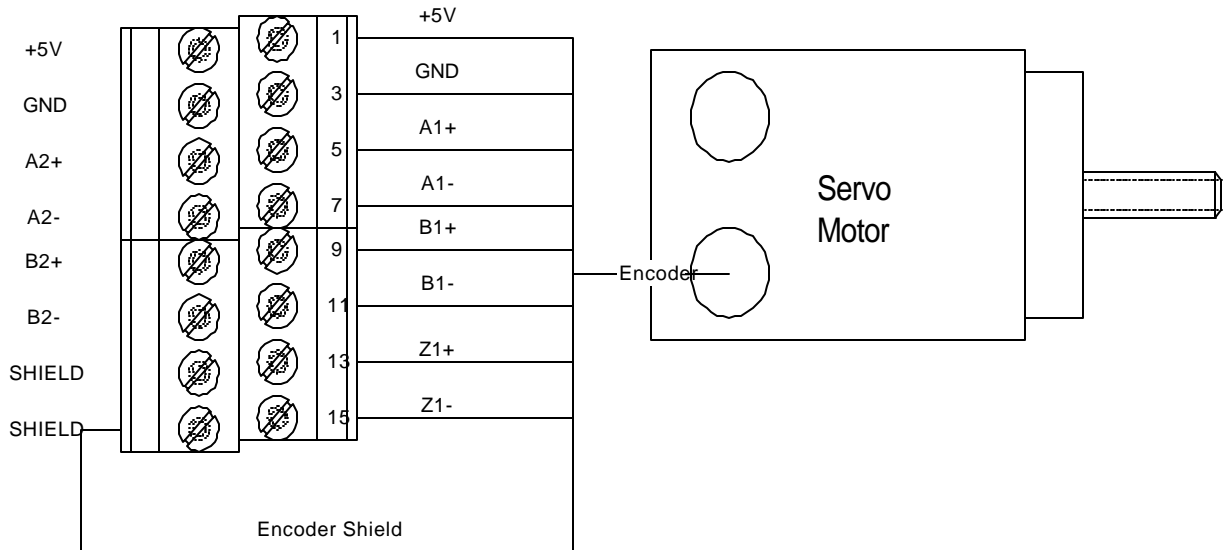 +5V
GND
A2+
A2-
B2+
B2-
SHIELD
SHIELD
1
3
5
7
9
11
13
15
+5V
GND
A1+
A1-
B1+
B1-
Z1+
Z1-
Encoder
Servo
Motor
Encoder Shield